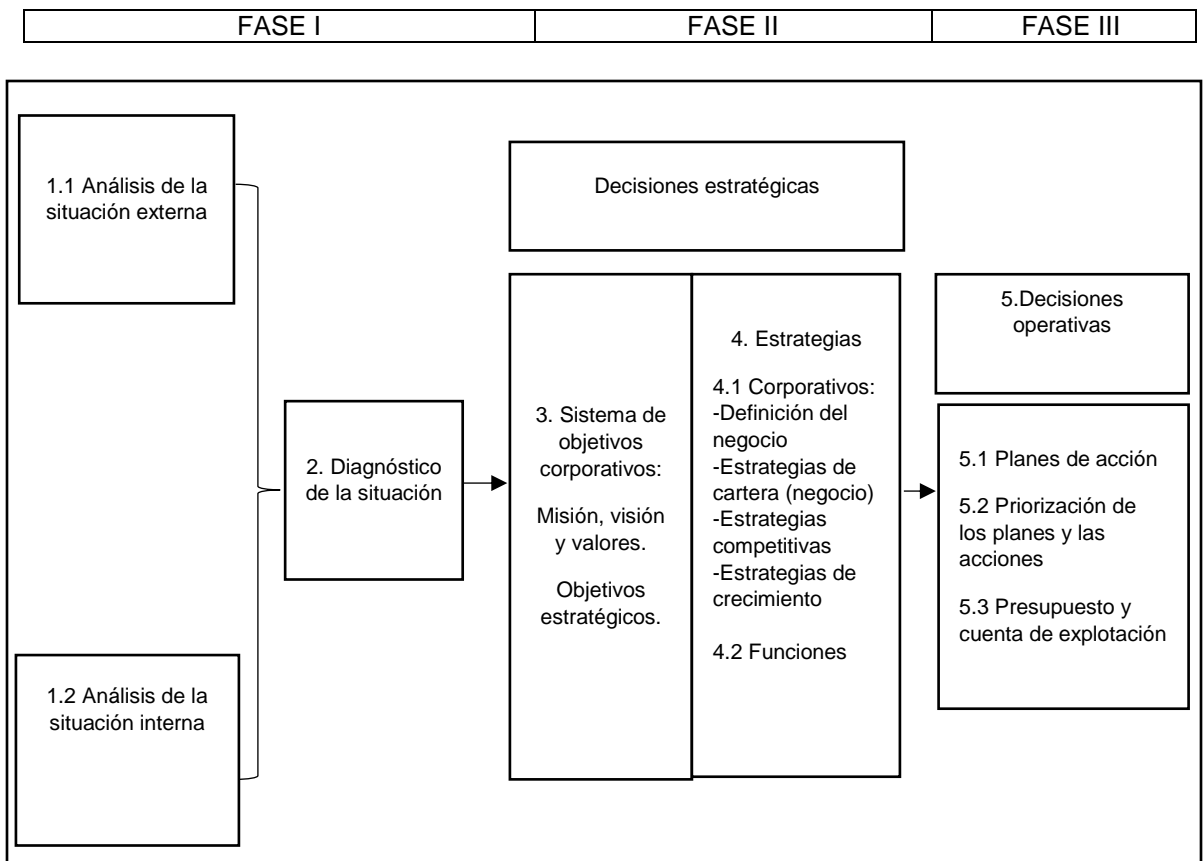 FASE I
FASE II
FASE III
1.1 Análisis de la
situación externa
1.2 Análisis de la
situación interna
2. Diagnóstico
de la situación
Decisiones estratégicas
3. Sistema de
objetivos
corporativos:
Misión, visión
y valores.
Objetivos
estratégicos.
4. Estrategias
4.1 Corporativos:
-Definición del
negocio
-Estrategias de
cartera (negocio)
-Estrategias
competitivas
-Estrategias de
crecimiento
4.2 Funciones
5.Decisiones
operativas
5.1 Planes de acción
5.2 Priorización de
los planes y las
acciones
5.3 Presupuesto y
cuenta de explotación